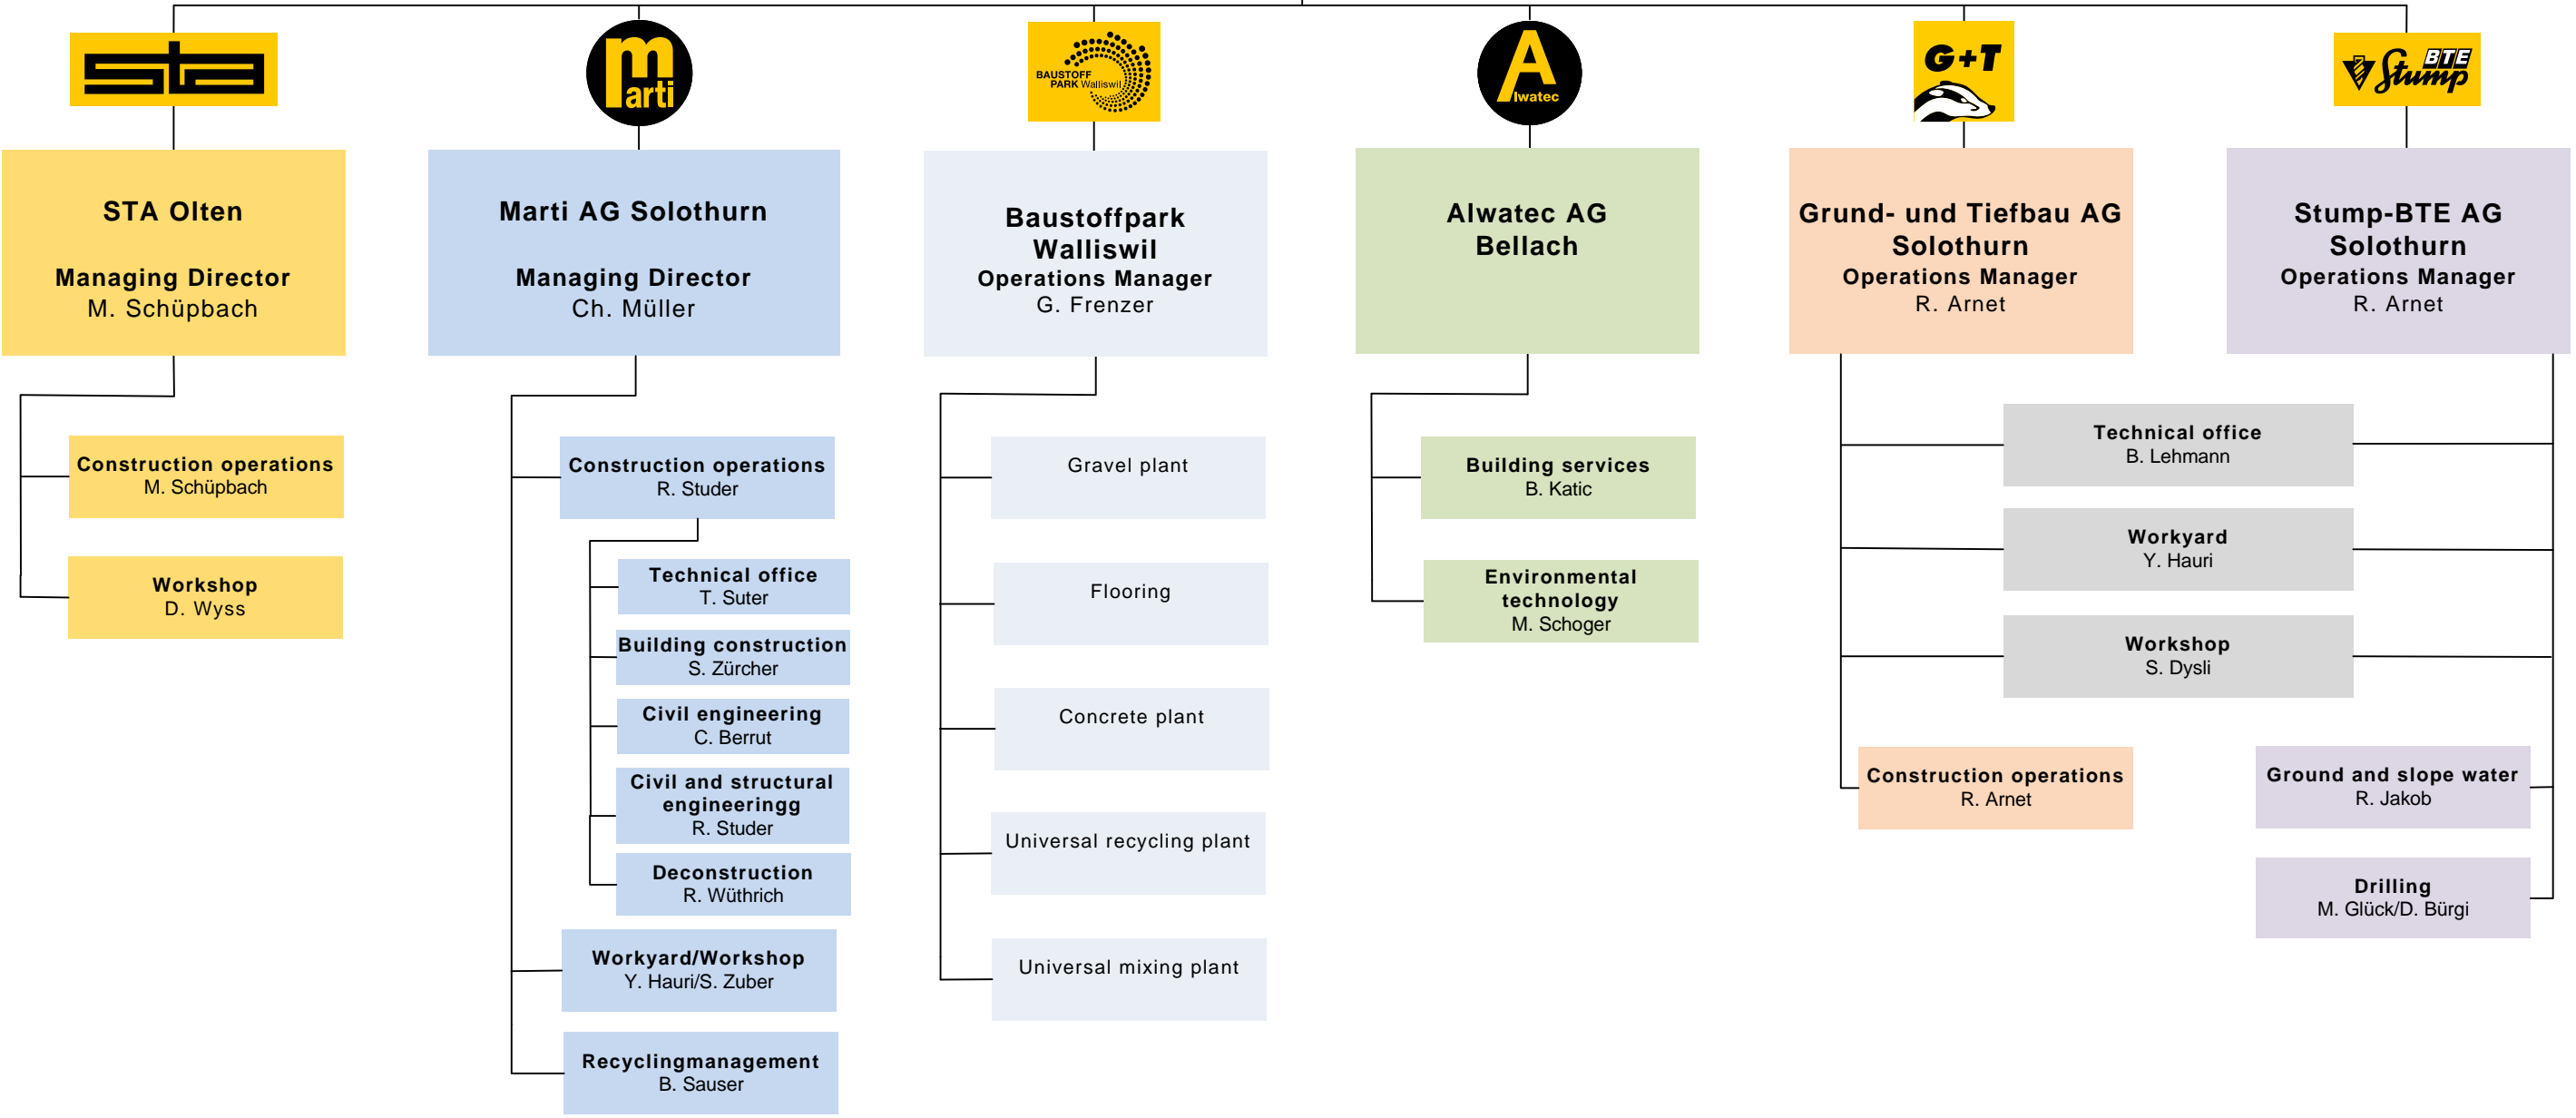 sta
marti
BAUSTOFF
PARK Walliswil
Alwatec
G+T
BTE
Stump
STA Olten
Managing Director
M. Schüpbach
Construction operations
M. Schüpbach
Workshop
D. Wyss
Marti AG Solothurn
Managing Director
Ch. Müller
Construction operations
R. Studer
Technical office
T. Suter
Building construction
S. Zürcher
Civil engineering
C. Berrut
Civil and structural
engineeringg
R. Studer
Deconstruction
R. Wüthrich
Workyard/Workshop
Y. Hauri/S. Zuber
Recyclingmanagement
B. Sauser
Baustoffpark
Walliswil
Operations Manager
G. Frenzer
Gravel plant
Flooring
Concrete plant
Universal recycling plant
Universal mixing plant
Alwatec AG
Bellach
Building services
B. Katic
Environmental
technology
M. Schoger
Grund- und Tiefbau AG
Solothurn
Operations Manager
R. Arnet
Stump-BTE AG
Solothurn
Operations Manager
R. Arnet
Technical office
B. Lehmann
Workyard
Y. Hauri
Workshop
S. Dysli
Construction operations
R. Arnet
Ground and slope water
R. Jakob
Drilling
M. Glück/D. Bürgi